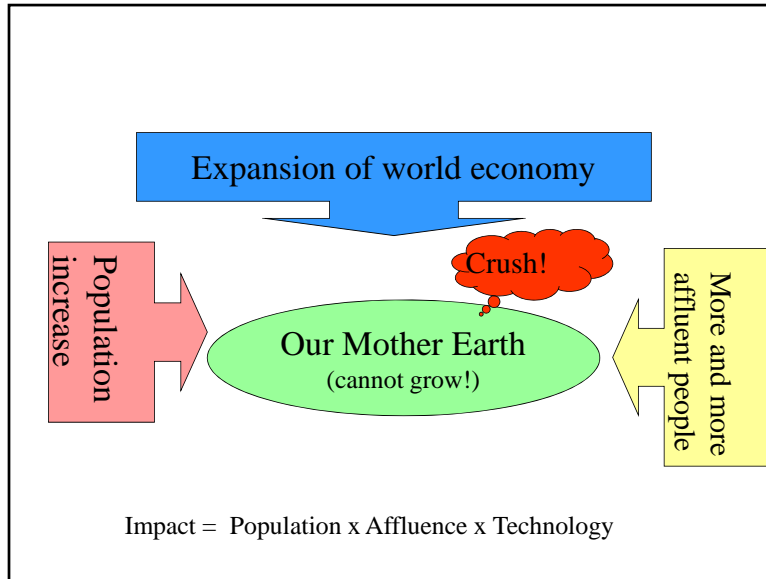 Expansion of world economy
Crush!
Population
increase
Our Mother Earth
(cannot grow!)
More and more
affluent people
Impact = Population x Affluence x Technology